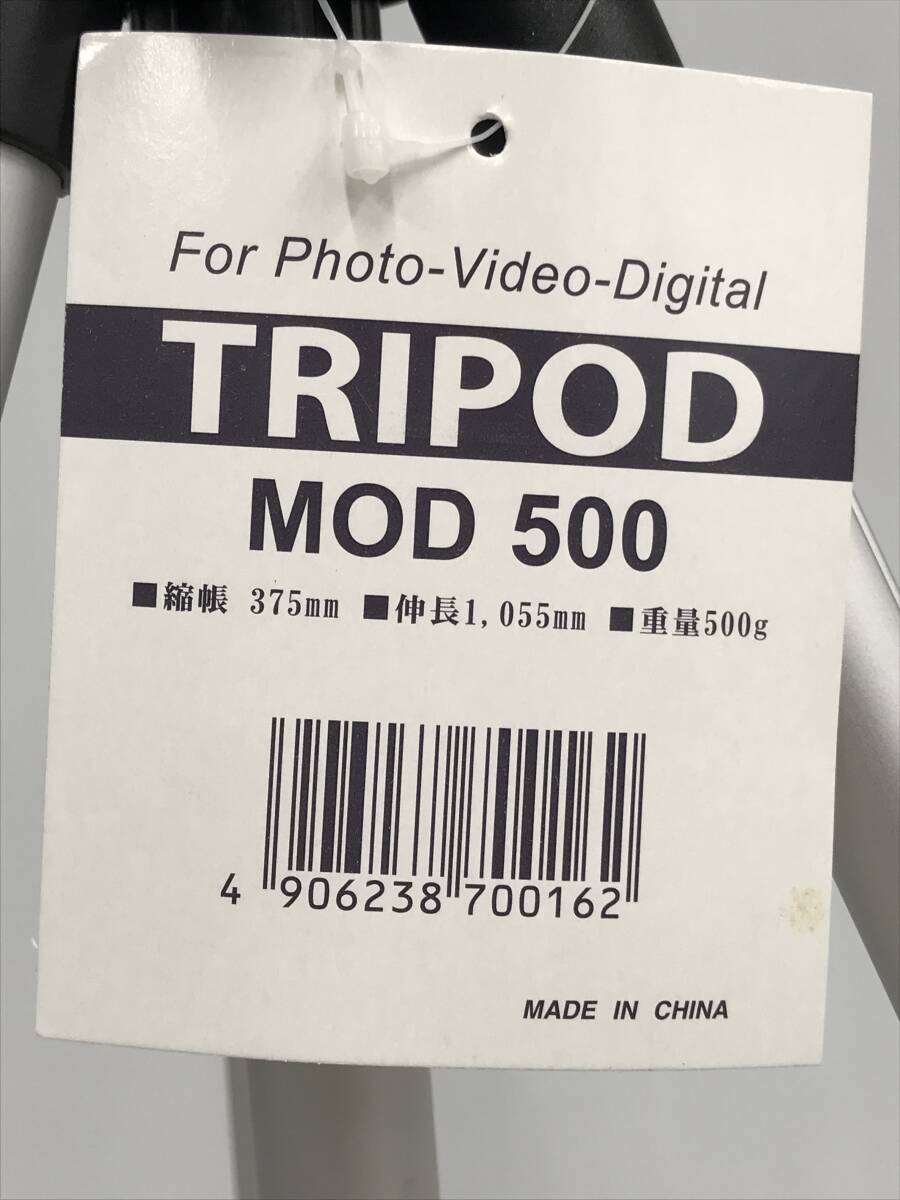 For Photo-Video-Digital
TRIPOD
MOD 500
■縮帳 375mm ■伸長1,055mm ■重量500g
4 906238 700162
MADE IN CHINA